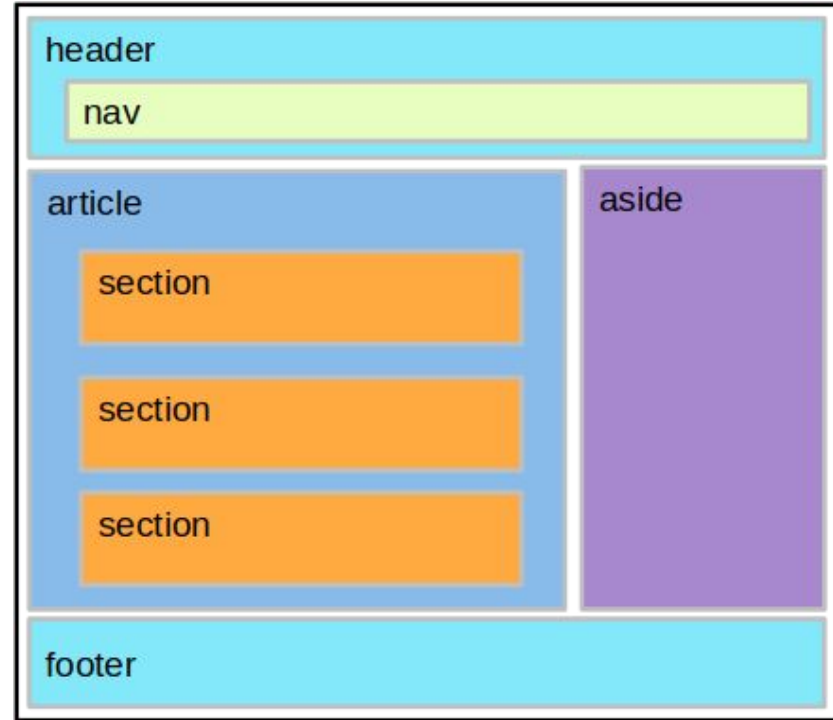 header
nav
article
aside
section
section
section
footer